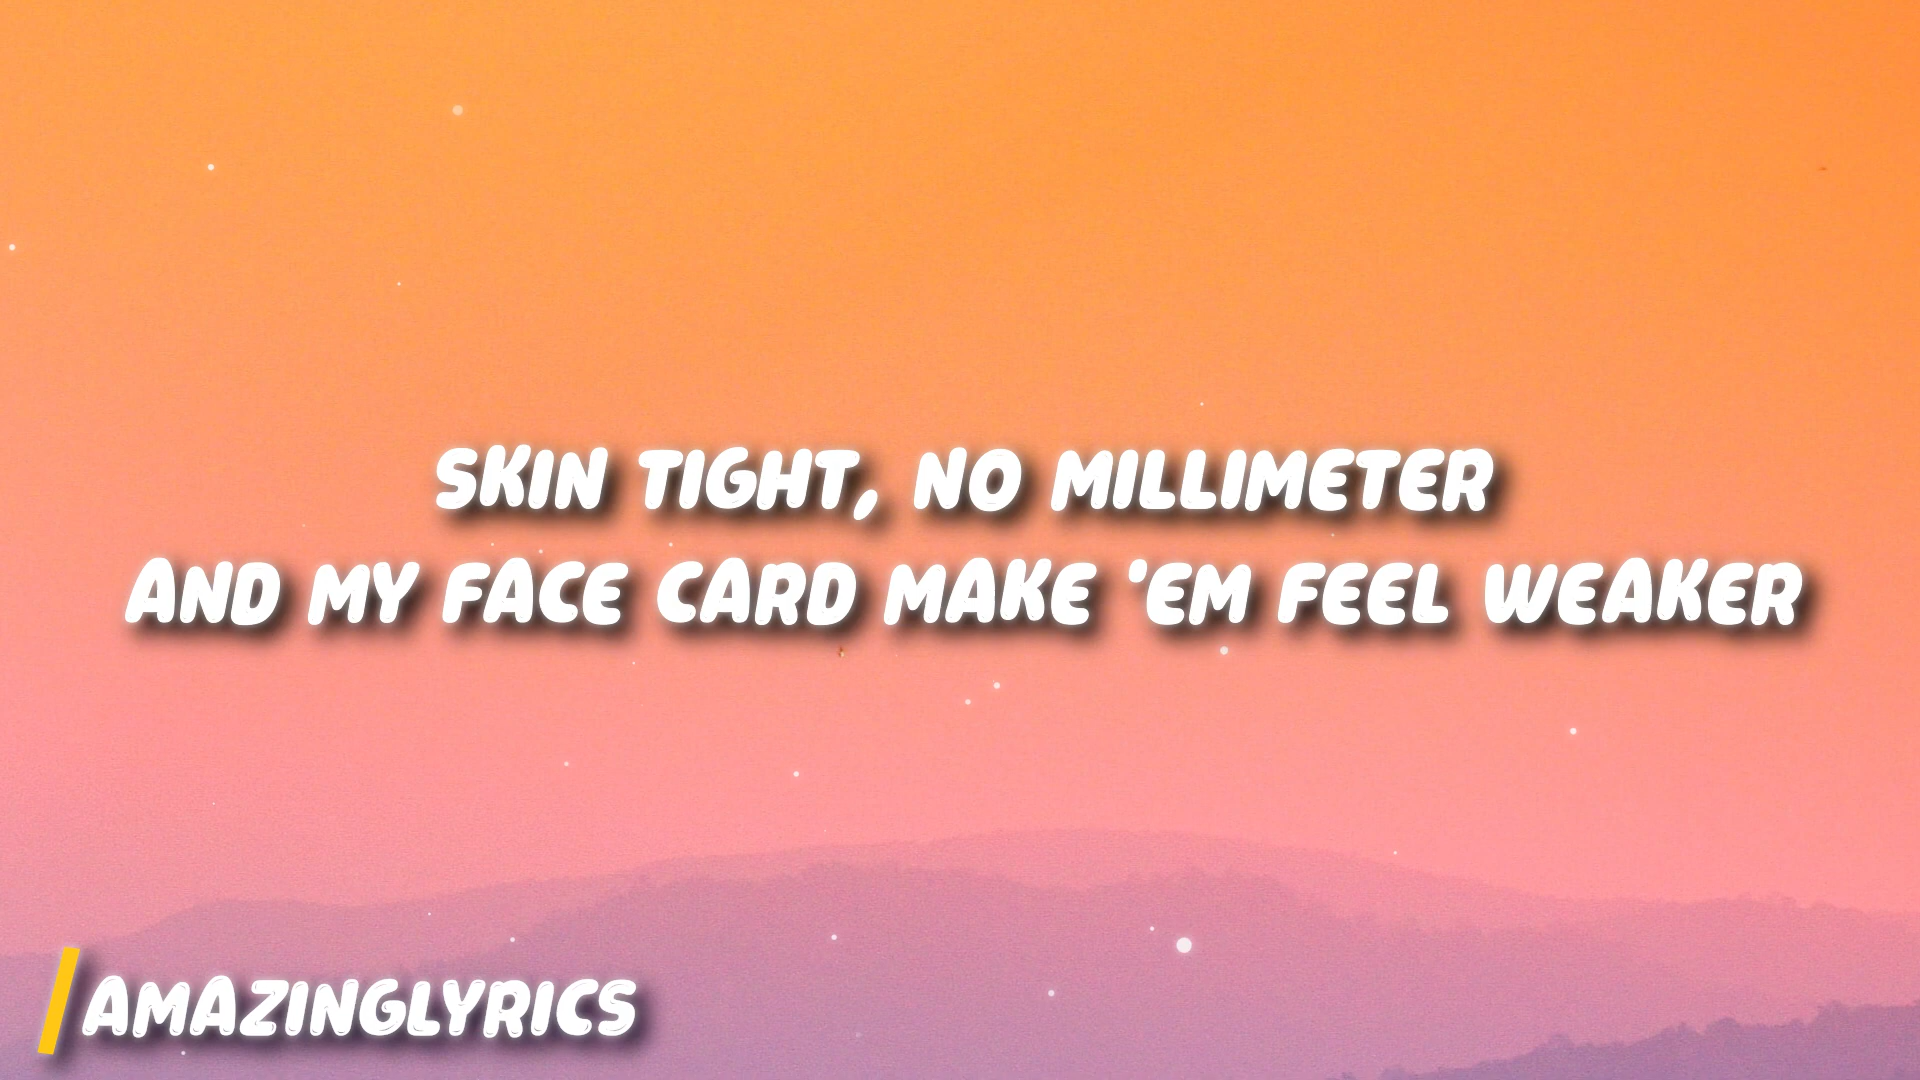 SKIN TIGHT, NO MILLIMETER
AND MY FACE CARD MAKE 'EM FEEL WEAKER
AMAZINGLYRICS